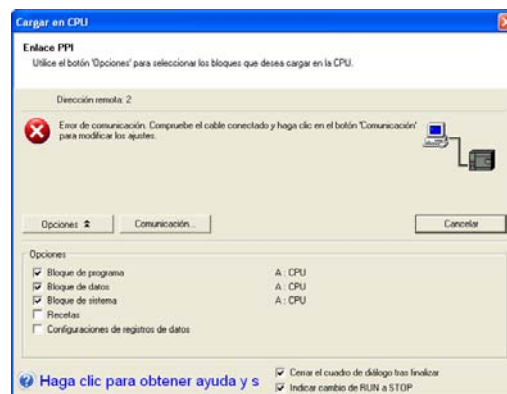 Cargar en CPU
Enlace PPI
Utilice el botón 'Opciones' para seleccionar los bloques que desea cargar en la CPU.
Dirección remota: 2
Error de comunicación. Compruebe el cable conectado y haga clic en el botón 'Comunicación'
para modificar los ajustes.
Opciones
Comunicación...
Cancelar
Opciones
Bloque de programa A : CPU
Bloque de datos A : CPU
Bloque de sistema A : CPU
Recetas
Configuraciones de registros de datos
Cerrar el cuadro de diálogo tras finalizar
Haga clic para obtener ayuda y s
Indicar cambio de RUN a STOP